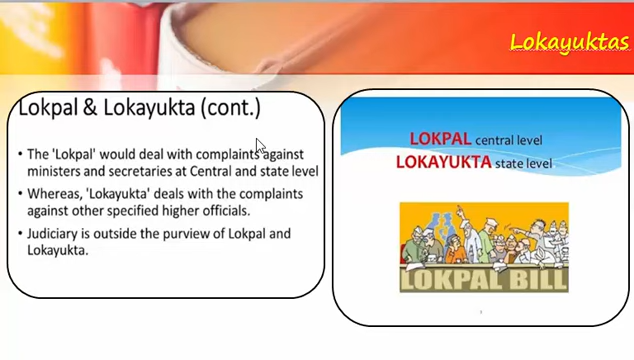 Lokayuktas
Lokpal & Lokayukta (cont.)
• The 'Lokpal' would deal with complaints against
ministers and secretaries at Central and state level
• Whereas, 'Lokayukta' deals with the complaints
against other specified higher officials.
• Judiciary is outside the purview of Lokpal and
Lokayukta.
LOKPAL central level
LOKAYUKTA state level
LOKPAL BILL